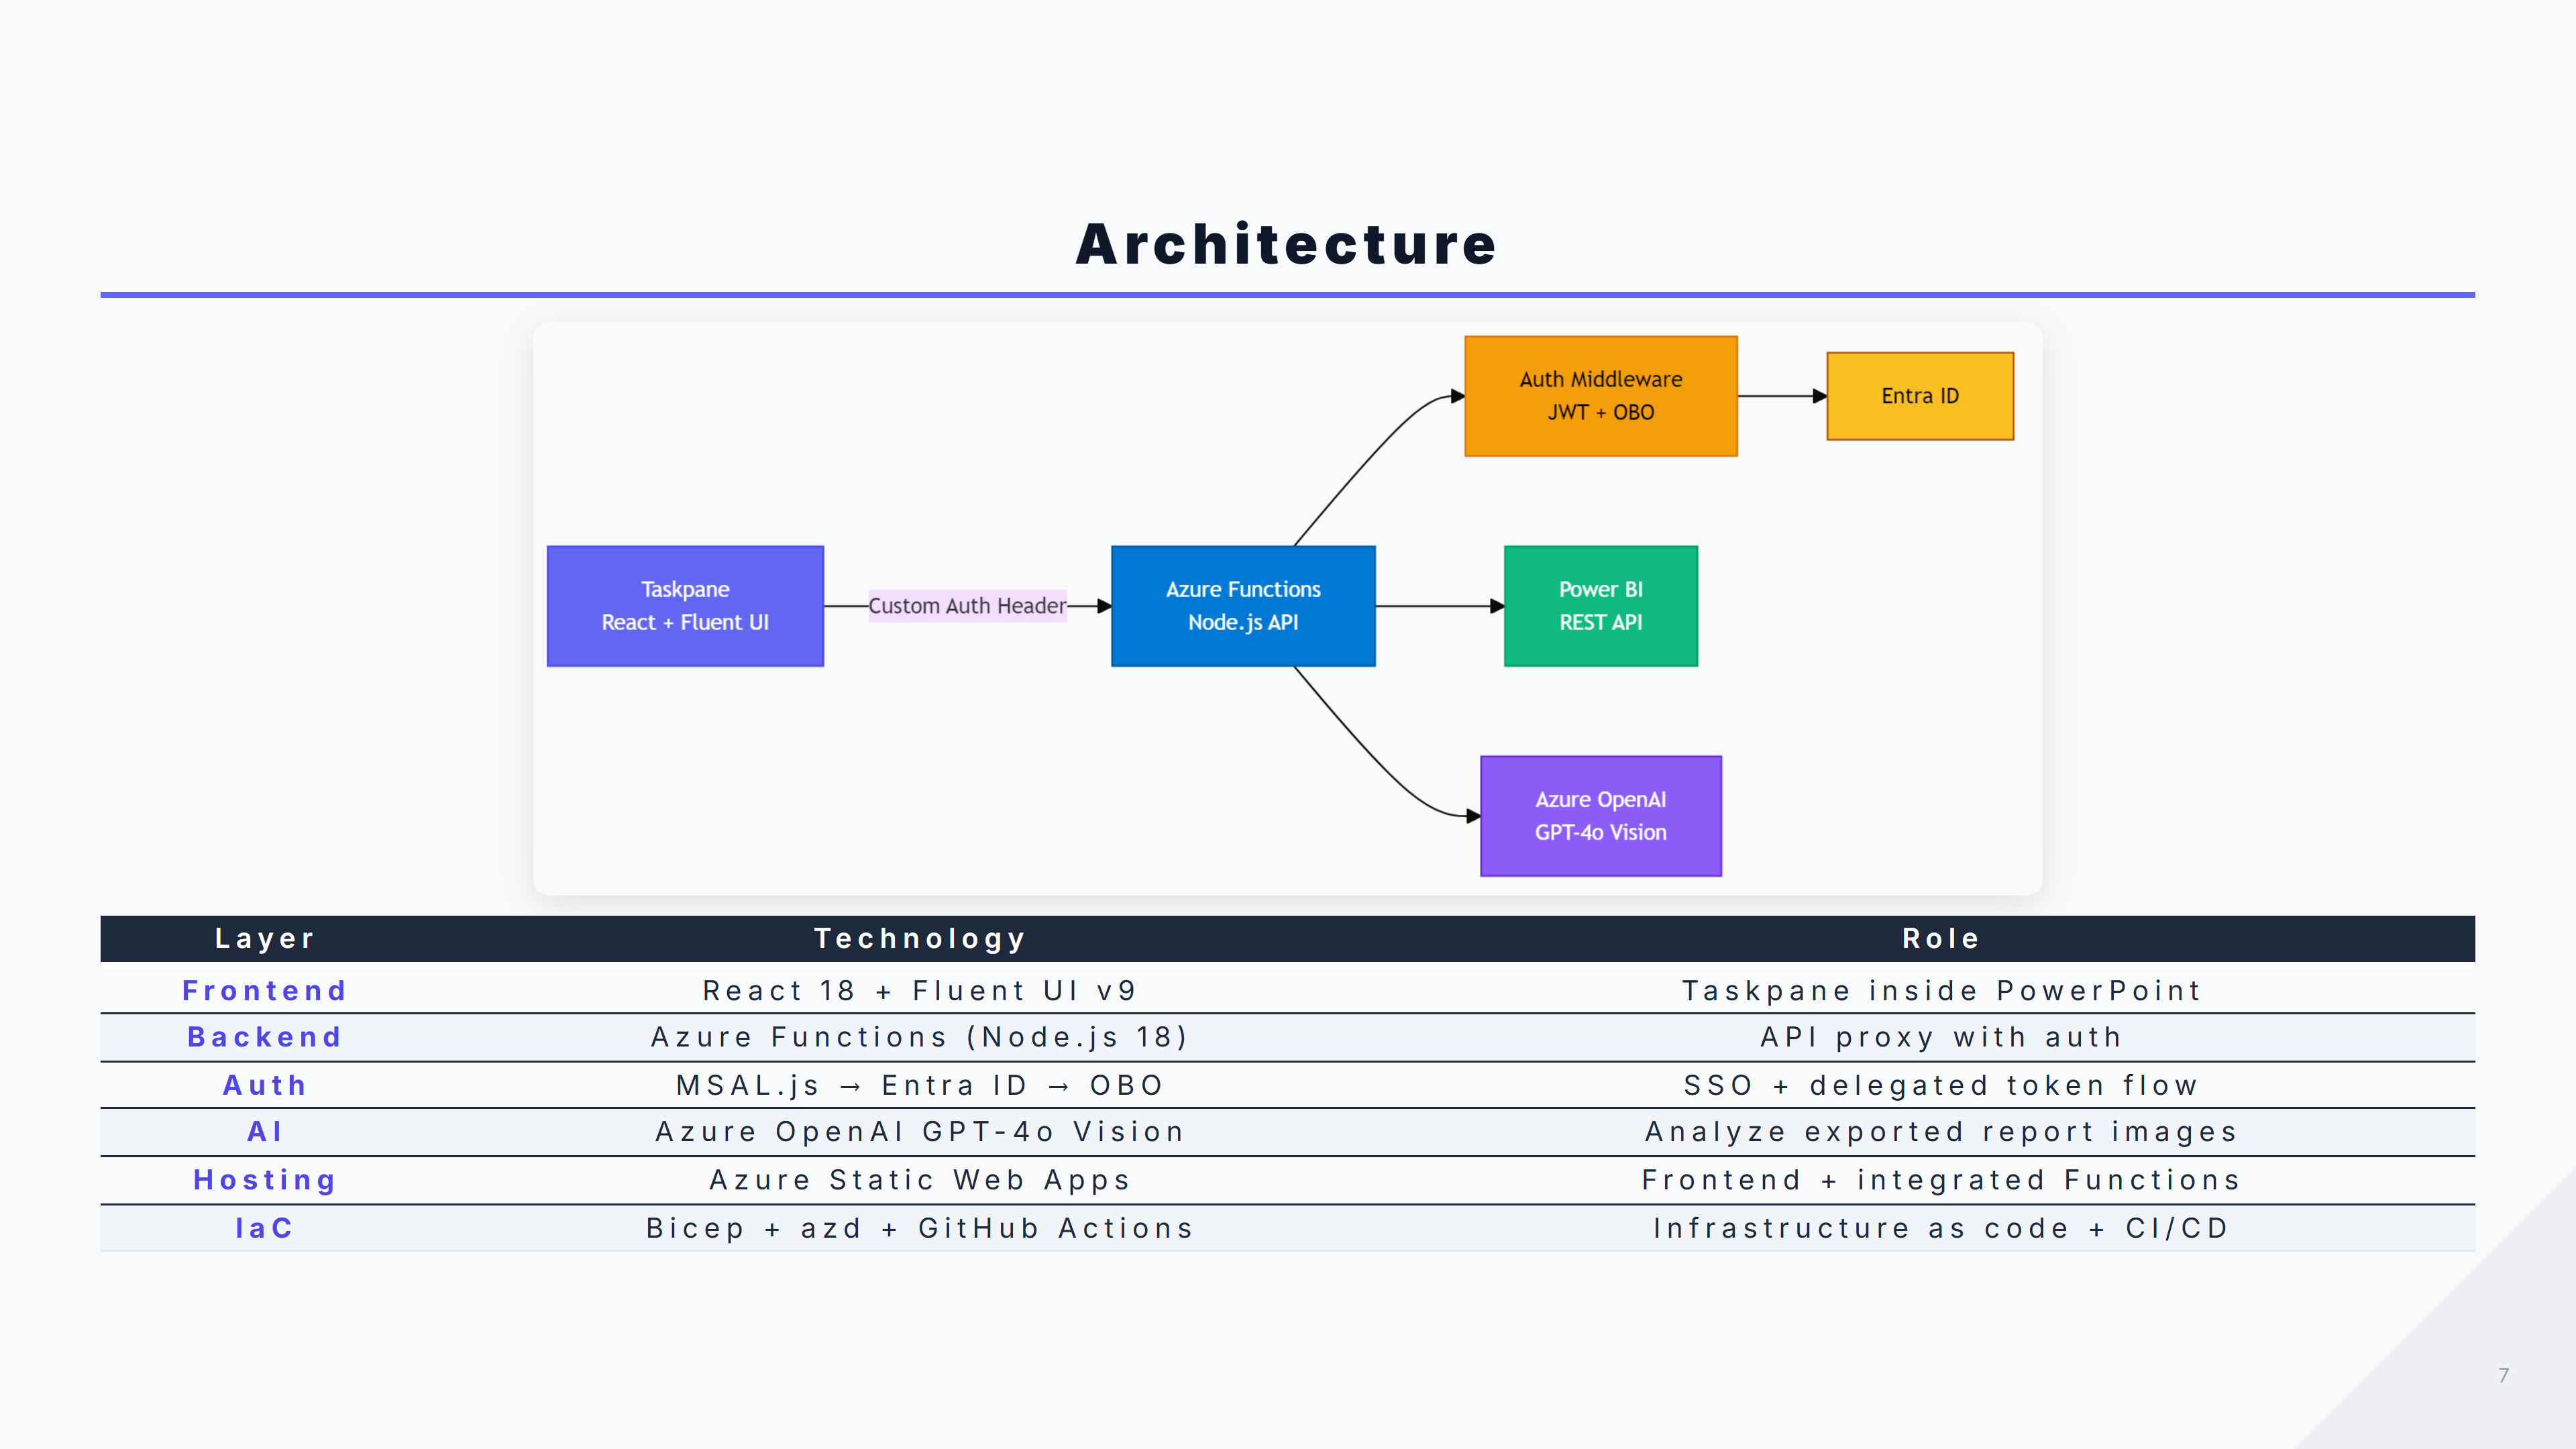 Architecture
Auth Middleware
JWT + OBO
Entra ID
Taskpane
React + Fluent UI
Custom Auth Header
Azure Functions
Node.js API
Power BI
REST API
Azure OpenAI
GPT-4o Vision
Layer Technology Role
Frontend React 18 + Fluent UI v9 Taskpane inside PowerPoint
Backend Azure Functions (Node.js 18) API proxy with auth
Auth MSAL.js → Entra ID → OBO SSO + delegated token flow
AI Azure OpenAI GPT-4o Vision Analyze exported report images
Hosting Azure Static Web Apps Frontend + integrated Functions
IaC Bicep + azd + GitHub Actions Infrastructure as code + CI/CD
7